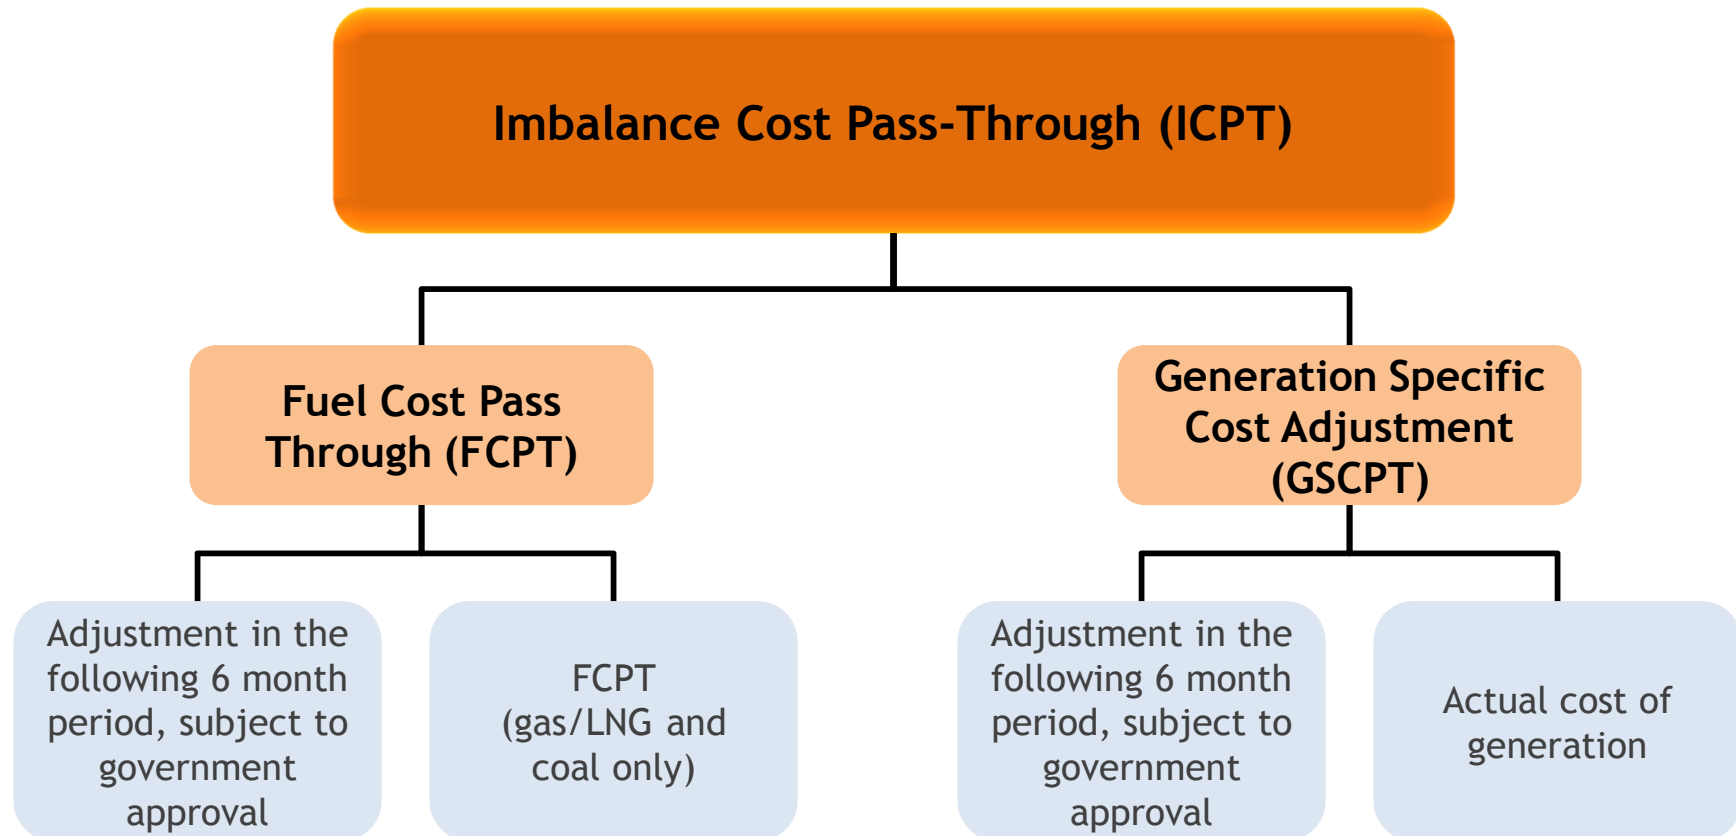 Imbalance Cost Pass-Through (ICPT)
Fuel Cost Pass
Through (FCPT)
Generation Specific
Cost Adjustment
(GSCPT)
Adjustment in the
following 6 month
period, subject to
government
approval
FCPT
(gas/LNG and
coal only)
Adjustment in the
following 6 month
period, subject to
government
approval
Actual cost of
generation